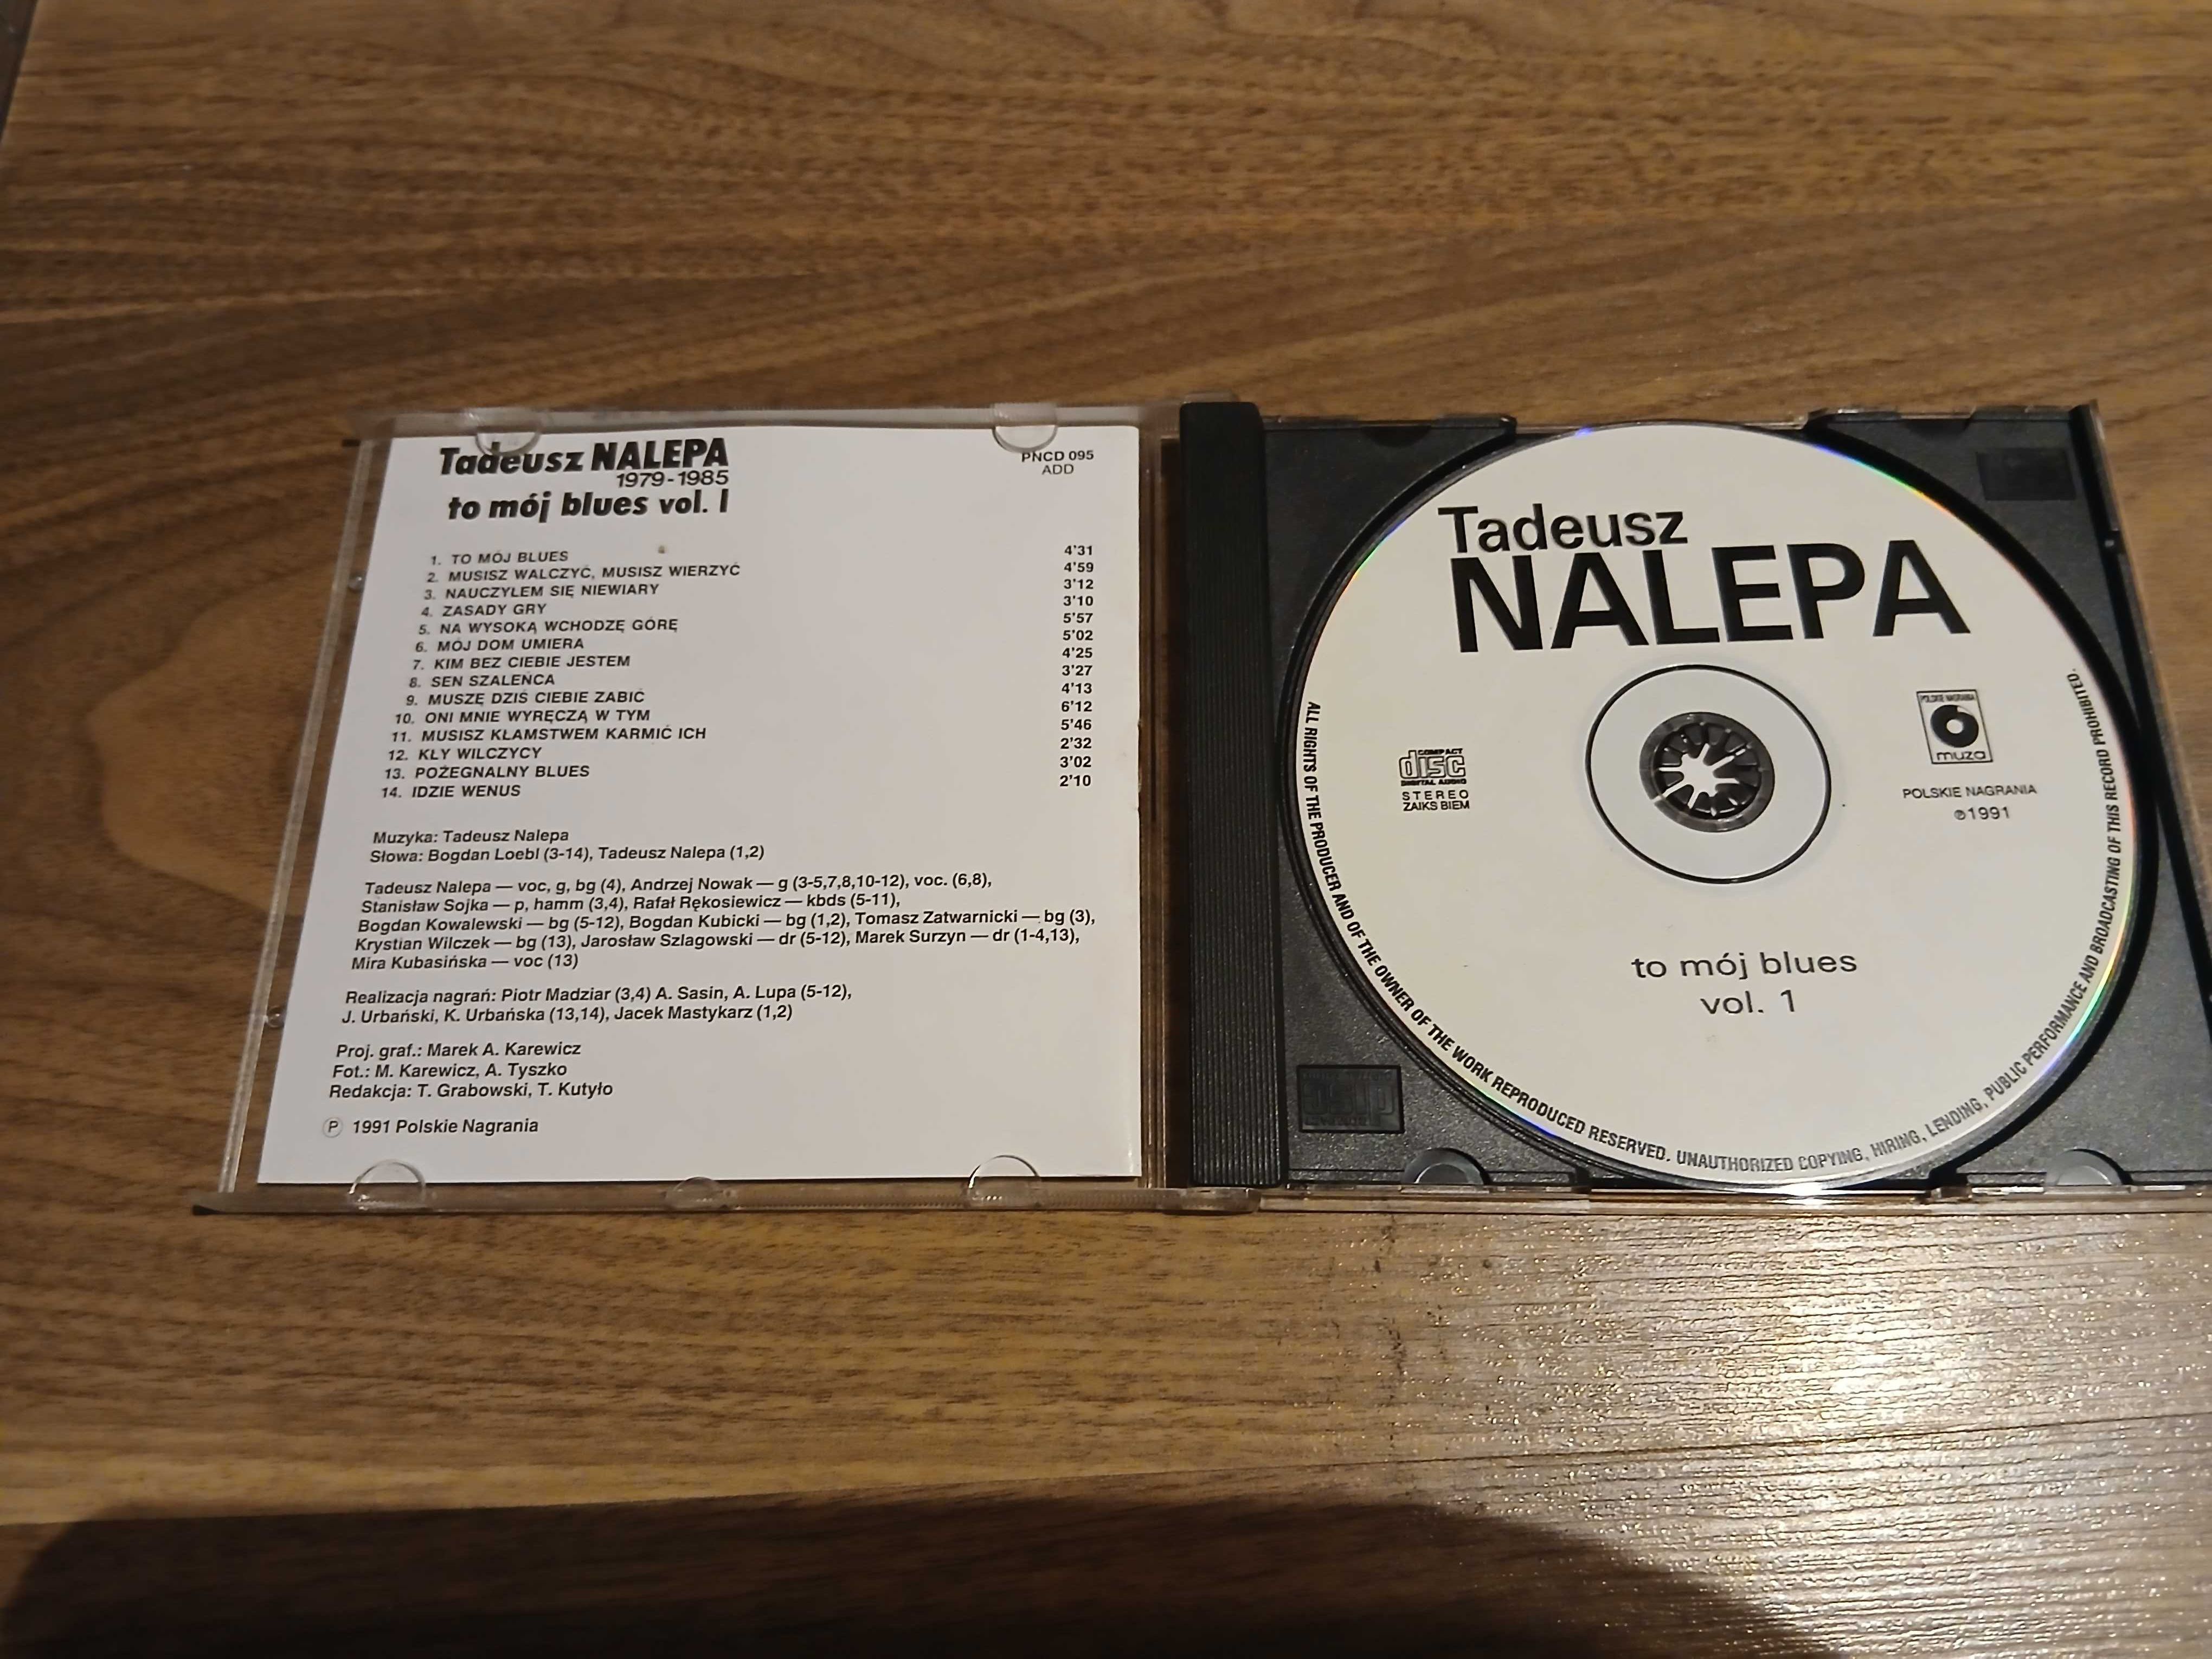 Tadeusz NALEPA
1979-1985
to mój blues vol. I
PNCD 095
ADD
1. TO MÓJ BLUES 4'31
2. MUSISZ WALCZYĆ, MUSISZ WIERZYĆ 4'59
3. NAUCZYŁEM SIĘ NIEWIARY 3'12
4. ZASADY GRY 3'10
5. NA WYSOKĄ WCHODZĘ GÓRĘ 5'57
6. MÓJ DOM UMIERA 5'02
7. KIM BEZ CIEBIE JESTEM 4'25
8. SEN SZALEŃCA 3'27
9. MUSZĘ DZIŚ CIEBIE ZABIĆ 4'13
10. ONI MNIE WYRĘCZĄ W TYM 6'12
11. MUSISZ KŁAMSTWEM KARMIĆ ICH 5'46
12. KŁY WILCZYCY 2'32
13. POŻEGNALNY BLUES 3'02
14. IDZIE WENUS 2'10
Muzyka: Tadeusz Nalepa
Słowa: Bogdan Loebl (3-14), Tadeusz Nalepa (1,2)
Tadeusz Nalepa — voc, g, bg (4), Andrzej Nowak — g (3-5,7,8,10-12), voc. (6,8),
Stanisław Sojka — p, hamm (3,4), Rafał Rękosiewicz — kbds (5-11),
Bogdan Kowalewski — bg (5-12), Bogdan Kubicki — bg (1,2), Tomasz Zatwarnicki — bg (3),
Krystian Wilczek — bg (13), Jarosław Szlagowski — dr (5-12), Marek Surzyn — dr (1-4,13),
Mira Kubasińska — voc (13)
Realizacja nagrań: Piotr Madziar (3,4) A. Sasin, A. Lupa (5-12),
J. Urbański, K. Urbańska (13,14), Jacek Mastykarz (1,2)
Proj. graf.: Marek A. Karewicz
Fot.: M. Karewicz, A. Tyszko
Redakcja: T. Grabowski, T. Kutyło
Ⓟ 1991 Polskie Nagrania
Tadeusz
NALEPA
COMPACT
disc
DIGITAL AUDIO
STEREO
ZAIKS BIEM
POLSKIE NAGRANIA
muza
POLSKIE NAGRANIA
Ⓟ1991
to mój blues
vol. 1
ALL RIGHTS OF THE PRODUCER AND OF THE OWNER OF THE WORK REPRODUCED RESERVED. UNAUTHORIZED COPYING, HIRING, LENDING, PUBLIC PERFORMANCE AND BROADCASTING OF THIS RECORD PROHIBITED.